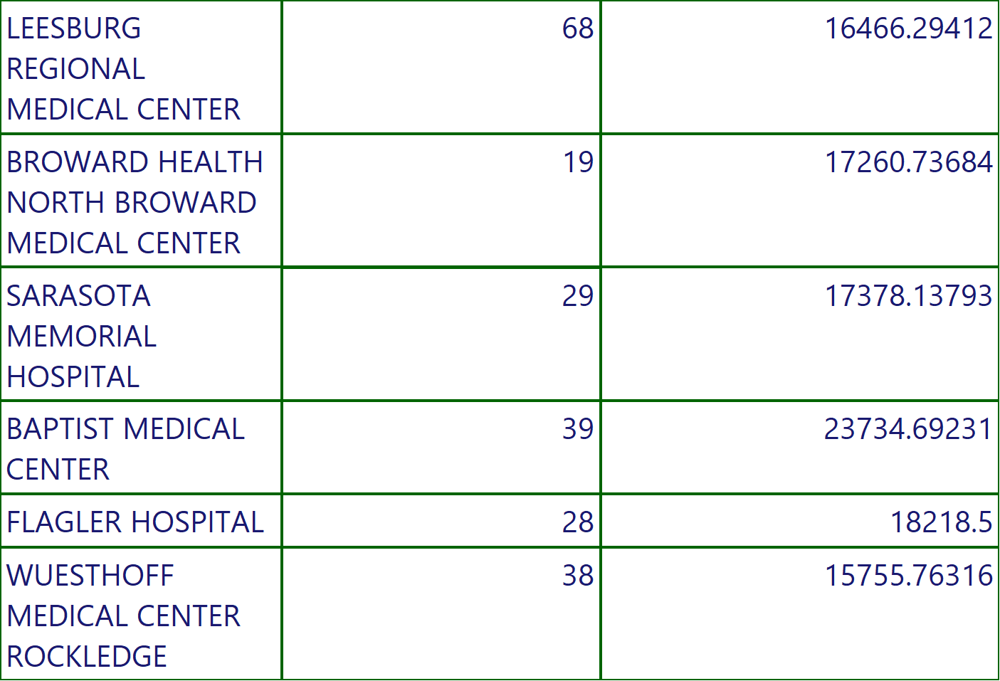 LEESBURG 68 16466.29412
REGIONAL
MEDICAL CENTER
BROWARD HEALTH 19 17260.73684
NORTH BROWARD
MEDICAL CENTER
SARASOTA 29 17378.13793
MEMORIAL
HOSPITAL
BAPTIST MEDICAL 39 23734.69231
CENTER
FLAGLER HOSPITAL 28 18218.5
WUESTHOFF 38 15755.76316
MEDICAL CENTER
ROCKLEDGE